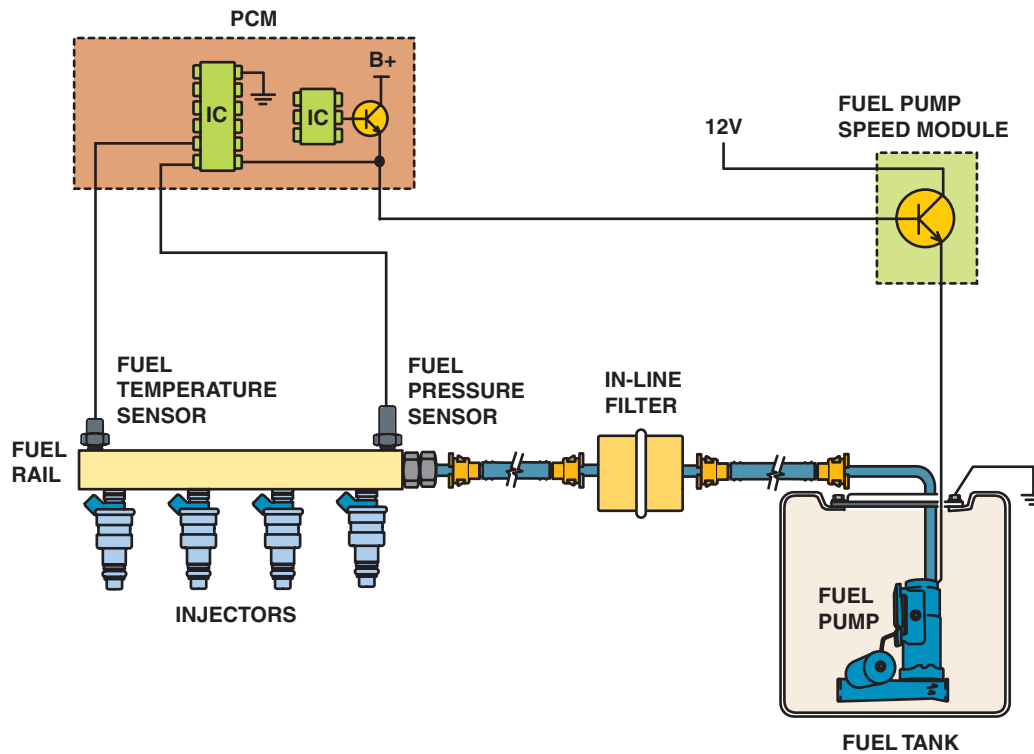 PCM
B+
IC
IC
FUEL PUMP
SPEED MODULE
12V
FUEL
TEMPERATURE
SENSOR
FUEL
PRESSURE
SENSOR
IN-LINE
FILTER
FUEL
RAIL
INJECTORS
FUEL
PUMP
FUEL TANK